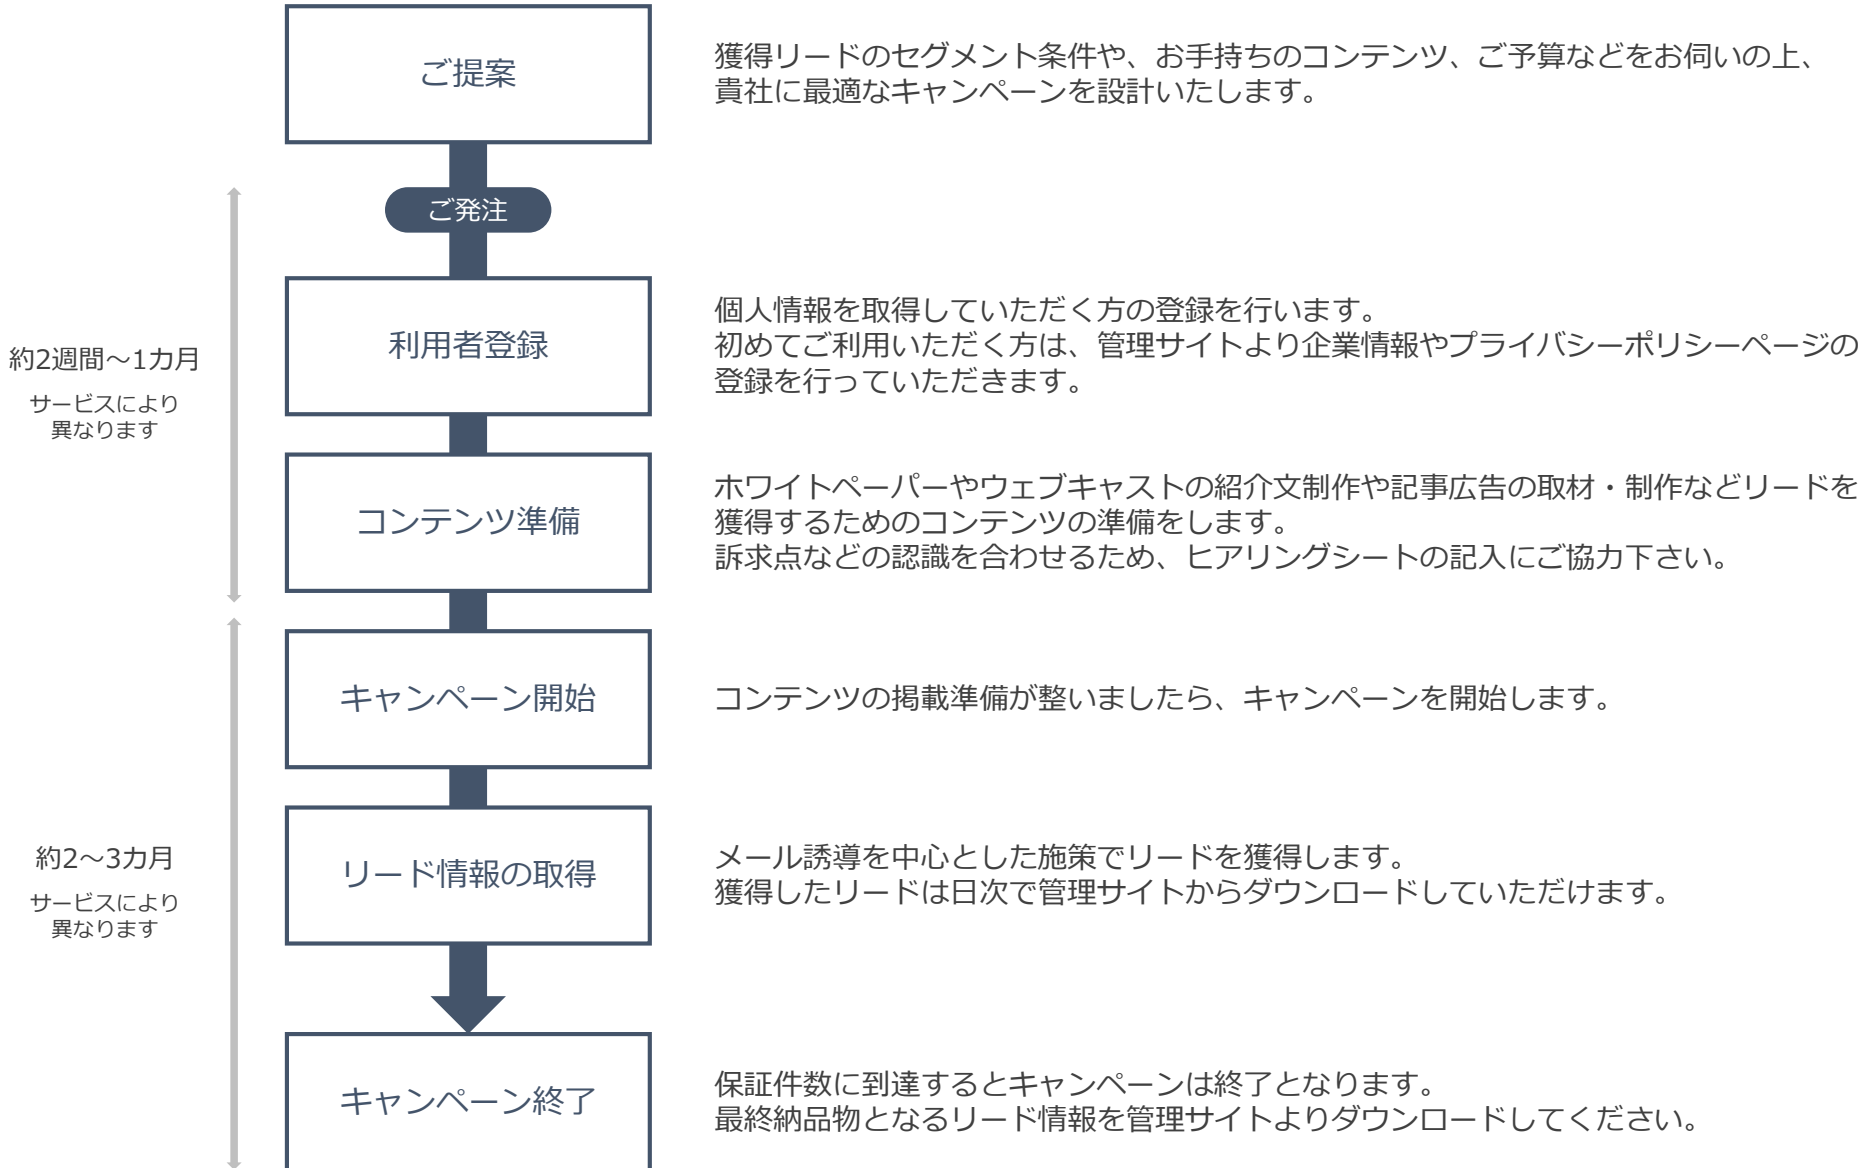 ご提案
獲得リードのセグメント条件や、お手持ちのコンテンツ、ご予算などをお伺いの上、
貴社に最適なキャンペーンを設計いたします。
ご発注
約2週間～1カ月
サービスにより
異なります
利用者登録
個人情報を取得していただく方の登録を行います。
初めてご利用いただく方は、管理サイトより企業情報やプライバシーポリシーページの
登録を行っていただきます。
コンテンツ準備
ホワイトペーパーやウェブキャストの紹介文制作や記事広告の取材・制作などリードを
獲得するためのコンテンツの準備をします。
訴求点などの認識を合わせるため、ヒアリングシートの記入にご協力下さい。
キャンペーン開始
コンテンツの掲載準備が整いましたら、キャンペーンを開始します。
約2～3カ月
サービスにより
異なります
リード情報の取得
メール誘導を中心とした施策でリードを獲得します。
獲得したリードは日次で管理サイトからダウンロードしていただけます。
キャンペーン終了
保証件数に到達するとキャンペーンは終了となります。
最終納品物となるリード情報を管理サイトよりダウンロードしてください。